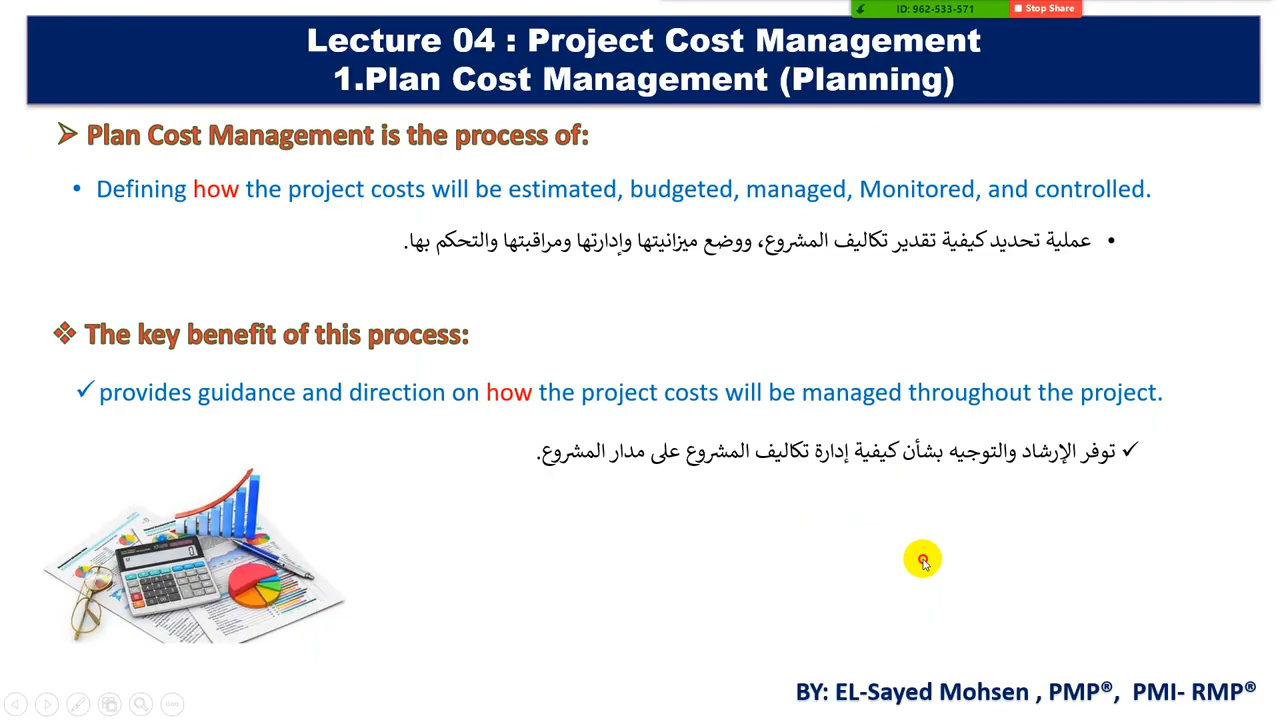 ID: 962-533-571
Stop Share
Lecture 04 : Project Cost Management
1.Plan Cost Management (Planning)
Plan Cost Management is the process of:
• Defining how the project costs will be estimated, budgeted, managed, Monitored, and controlled.
• عملية تحديد كيفية تقدير تكاليف المشروع، ووضع ميزانيتها وإدارتها ومراقبتها والتحكم بها.
The key benefit of this process:
✓ provides guidance and direction on how the project costs will be managed throughout the project.
✓ توفر الإرشاد والتوجيه بشأن كيفية إدارة تكاليف المشروع على مدار المشروع.
BY: EL-Sayed Mohsen , PMP®, PMI- RMP®